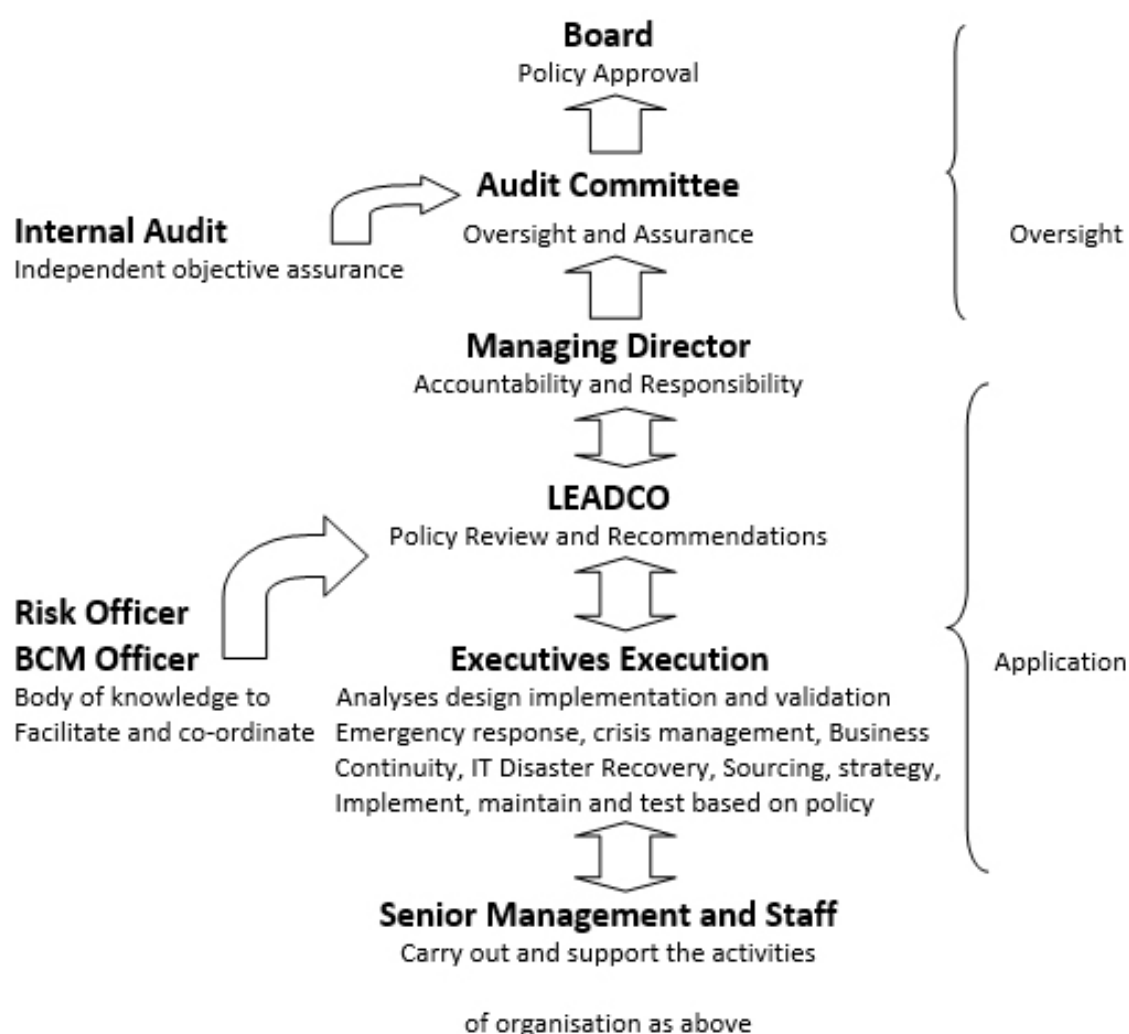 Board
Policy Approval
Audit Committee
Oversight and Assurance
Internal Audit
Independent objective assurance
Oversight
Managing Director
Accountability and Responsibility
LEADCO
Policy Review and Recommendations
Risk Officer
BCM Officer
Body of knowledge to
Facilitate and co-ordinate
Executives Execution
Analyses design implementation and validation
Emergency response, crisis management, Business
Continuity, IT Disaster Recovery, Sourcing, strategy,
Implement, maintain and test based on policy
Application
Senior Management and Staff
Carry out and support the activities
of organisation as above